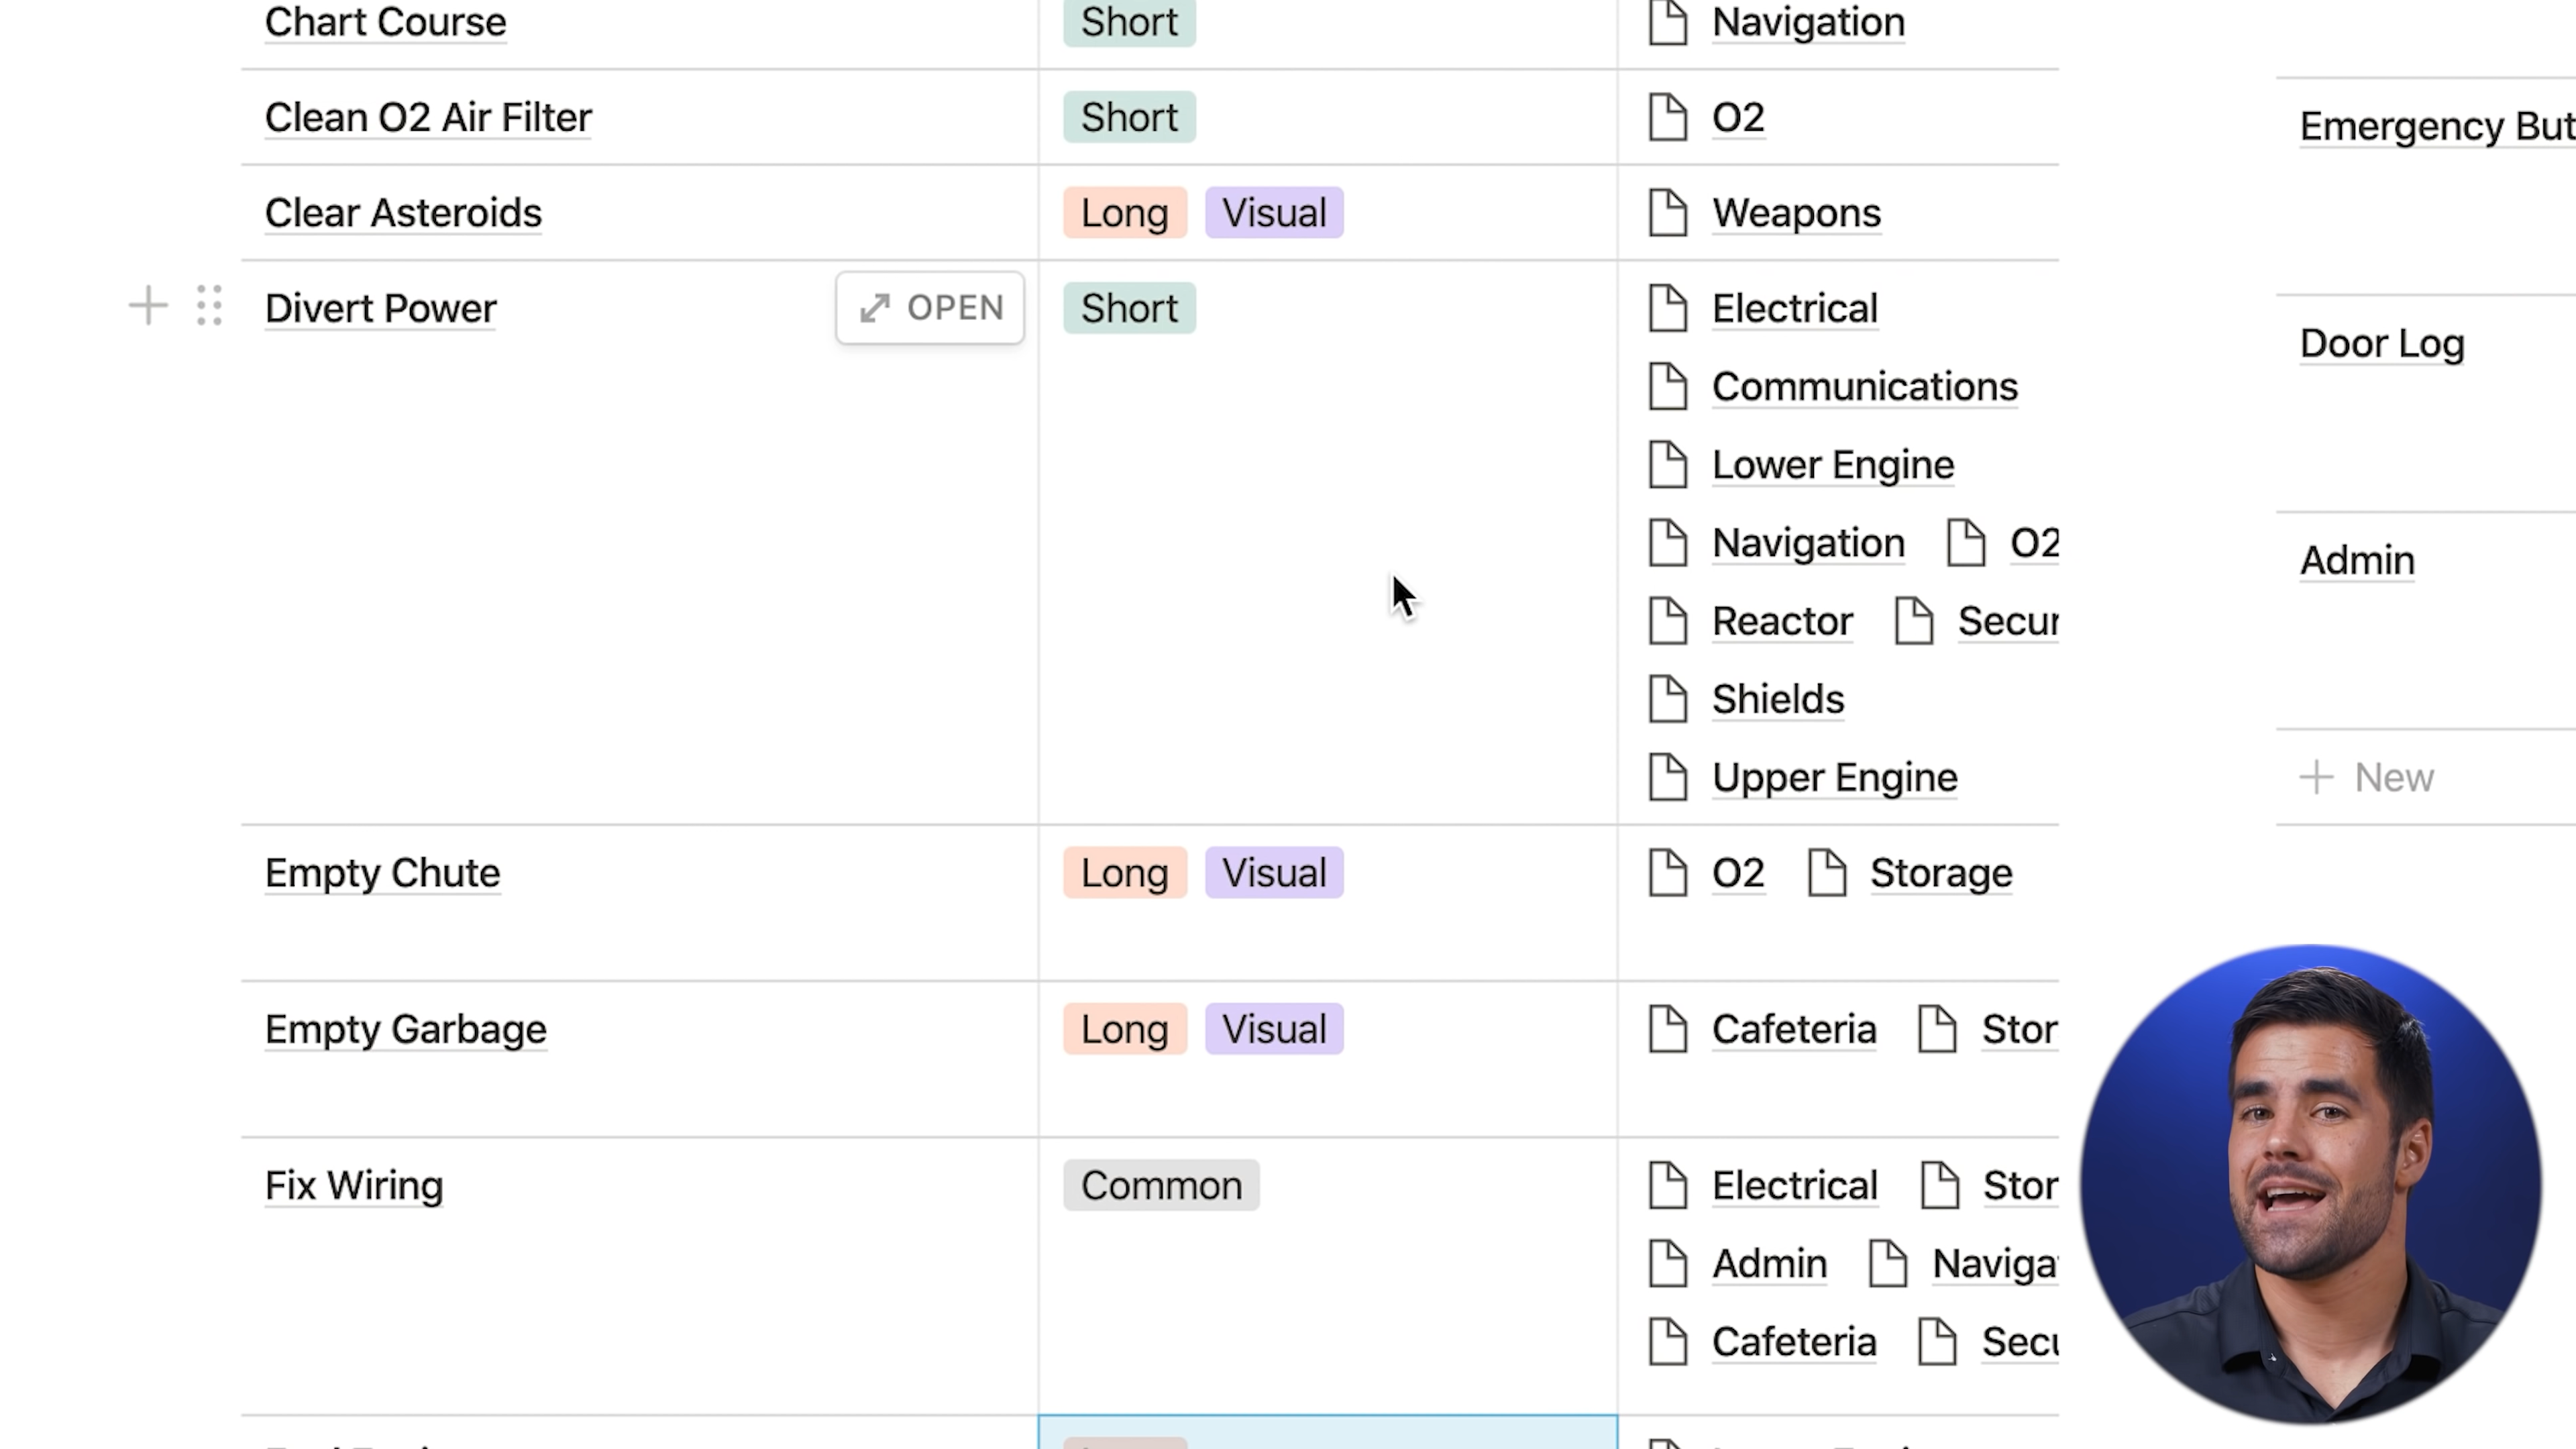 Chart Course Short Navigation
Clean O2 Air Filter Short O2
Emergency But
Clear Asteroids Long Visual Weapons
Divert Power OPEN Short Electrical
Door Log
Communications
Lower Engine
Navigation O2
Admin
Reactor Secur
Shields
Upper Engine
+ New
Empty Chute Long Visual O2 Storage
Empty Garbage Long Visual Cafeteria Stor
Fix Wiring Common Electrical Stor
Admin Naviga
Cafeteria Secu